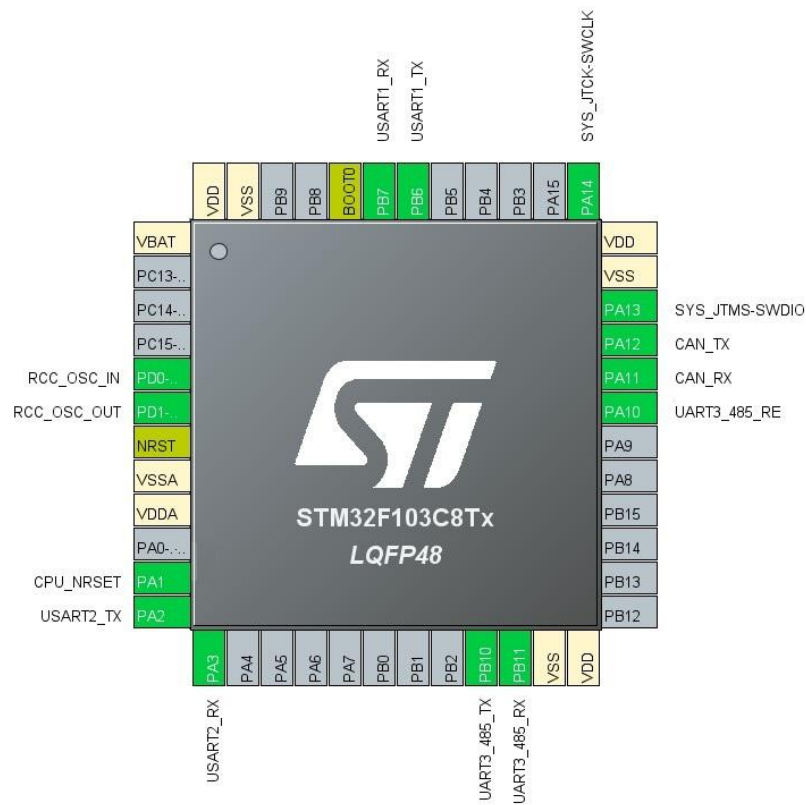 USART1_RX
USART1_TX
SYS_JTCK-SWCLK
VDD
VSS
PB9
PB8
BOOT0
PB7
PB6
PB5
PB4
PB3
PA15
PA14
VBAT
PC13-..
PC14-..
PC15-..
RCC_OSC_IN PD0-..
RCC_OSC_OUT PD1-..
NRST
VSSA
VDDA
PA0-...
CPU_NRSET PA1
USART2_TX PA2
VDD
VSS
PA13 SYS_JTMS-SWDIO
PA12 CAN_TX
PA11 CAN_RX
PA10 UART3_485_RE
PA9
PA8
PB15
PB14
PB13
PB12
ST
STM32F103C8Tx
LQFP48
PA3
PA4
PA5
PA6
PA7
PB0
PB1
PB2
PB10
PB11
VSS
VDD
USART2_RX
UART3_485_TX
UART3_485_RX